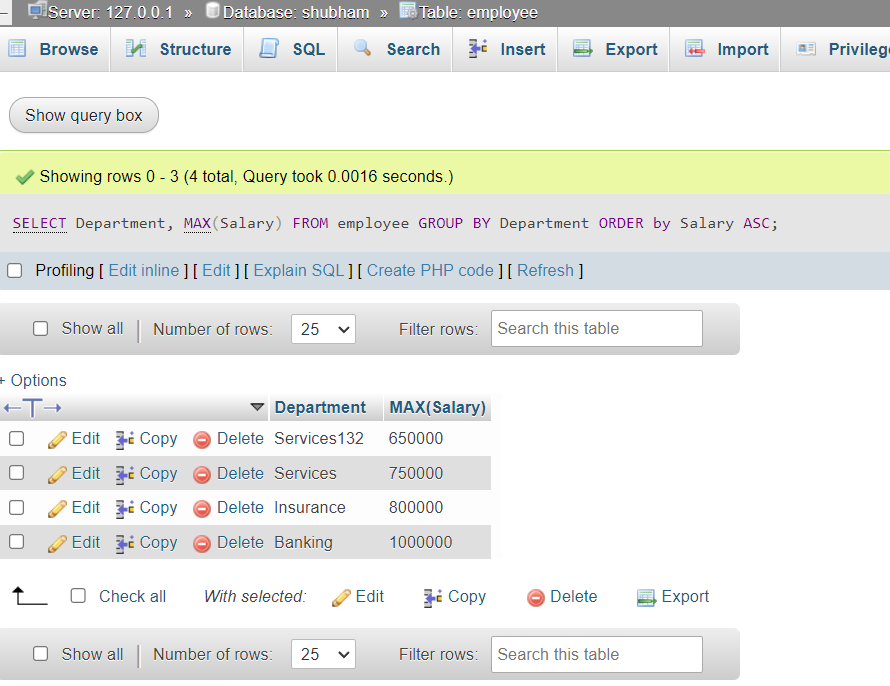 Server: 127.0.0.1 » Database: shubham » Table: employee
Browse Structure SQL Search Insert Export Import
Show query box
Showing rows 0 - 3 (4 total, Query took 0.0016 seconds.)
SELECT Department, MAX(Salary) FROM employee GROUP BY Department ORDER by Salary ASC;
Profiling [ Edit inline ] [ Edit ] [ Explain SQL ] [ Create PHP code ] [ Refresh ]
Show all | Number of rows: 25 Filter rows: Search this table
+ Options
←T→ Department MAX(Salary)
Edit Copy Delete Services132 650000
Edit Copy Delete Services 750000
Edit Copy Delete Insurance 800000
Edit Copy Delete Banking 1000000
Check all With selected: Edit Copy Delete Export
Show all | Number of rows: 25 Filter rows: Search this table